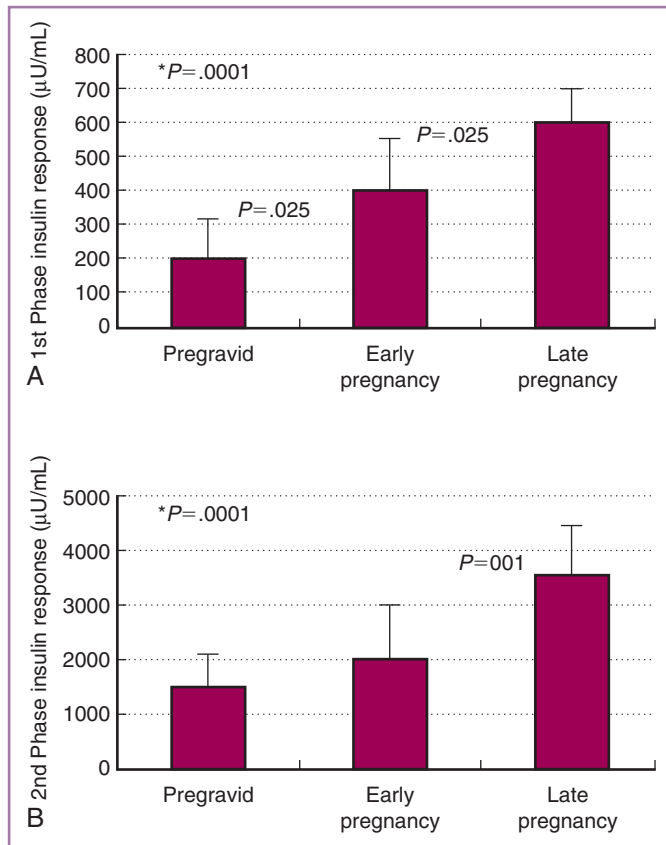 1st Phase insulin response (μU/mL)
800
700
600
500
400
300
200
100
0
*P=.0001
P=.025
P=.025
Pregravid
Early
pregnancy
Late
pregnancy
A
2nd Phase insulin response (μU/mL)
5000
4000
3000
2000
1000
0
*P=.0001
P=001
Pregravid
Early
pregnancy
Late
pregnancy
B